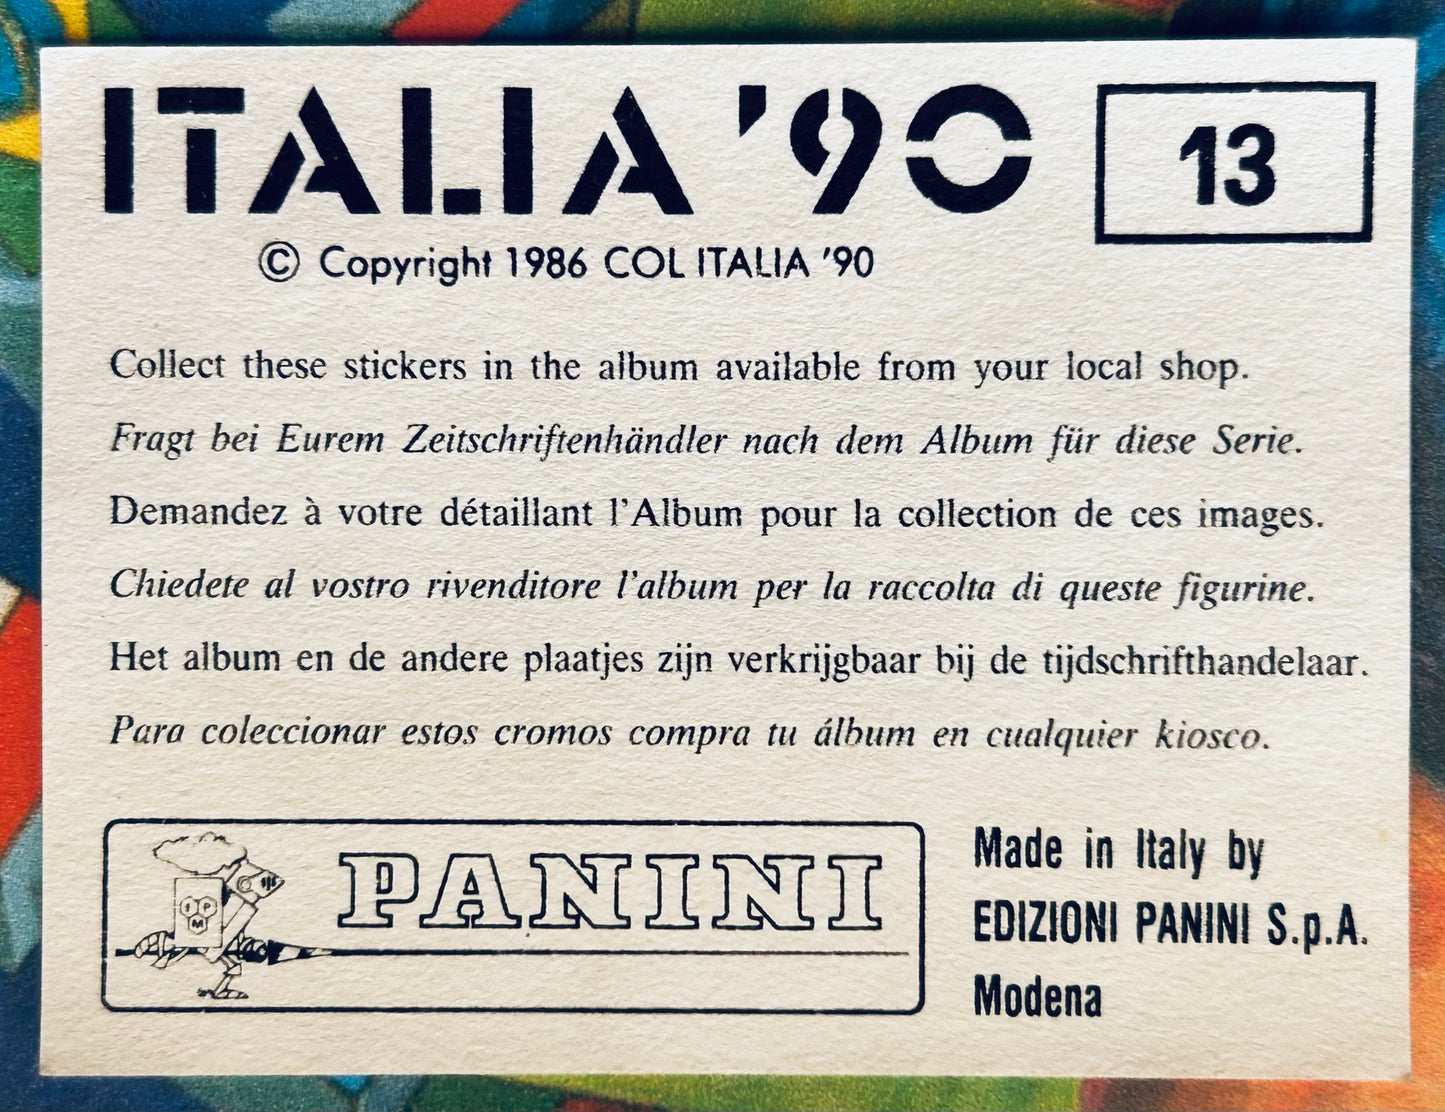 ITALIA '90
13
© Copyright 1986 COL ITALIA '90
Collect these stickers in the album available from your local shop.
Fragt bei Eurem Zeitschriftenhändler nach dem Album für diese Serie.
Demandez à votre détaillant l'Album pour la collection de ces images.
Chiedete al vostro rivenditore l'album per la raccolta di queste figurine.
Het album en de andere plaatjes zijn verkrijgbaar bij de tijdschrifthandelaar.
Para coleccionar estos cromos compra tu álbum en cualquier kiosco.
IPM
PANINI
Made in Italy by
EDIZIONI PANINI S.p.A.
Modena